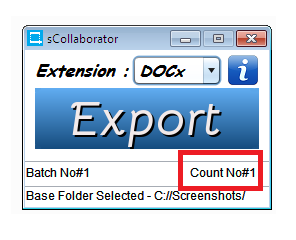 sCollaborator
Extension : DOCx
Export
Batch No#1 Count No#1
Base Folder Selected - C://Screenshots/